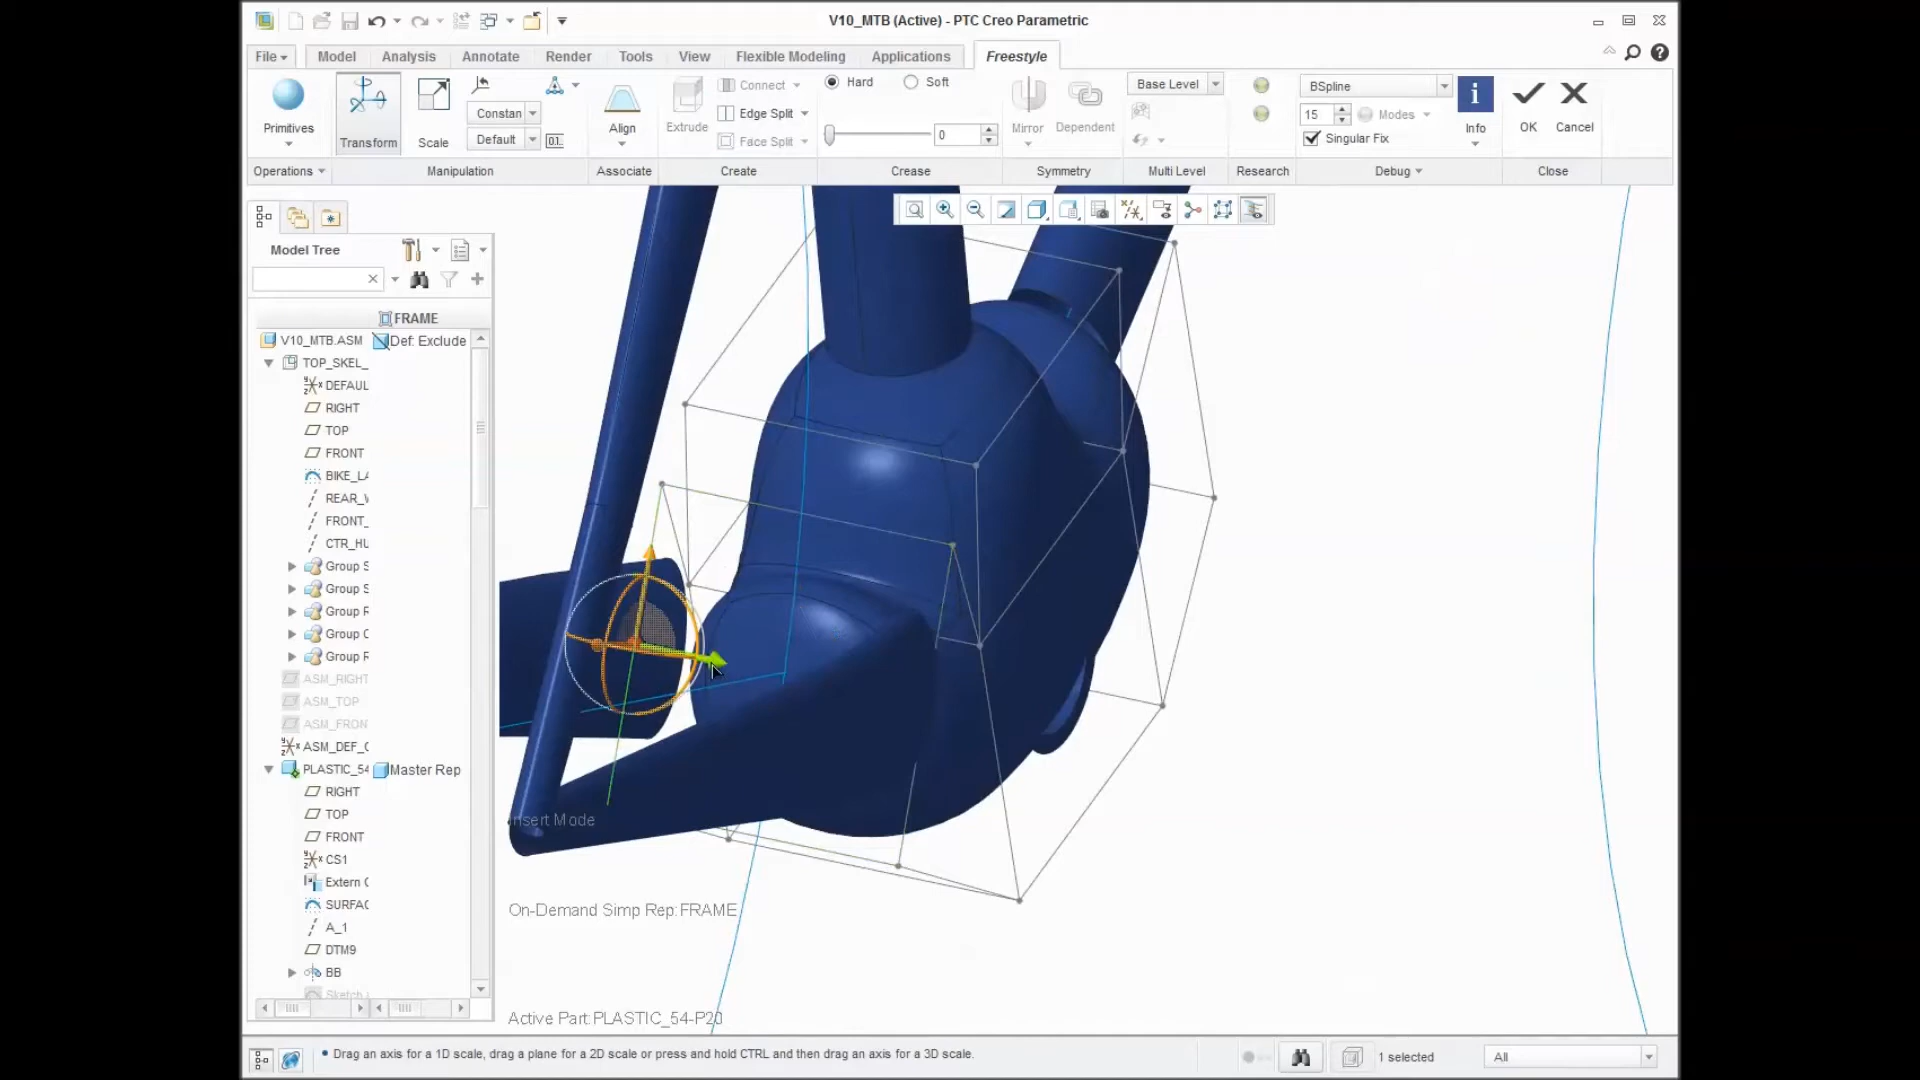 V10_MTB (Active) - PTC Creo Parametric
File Model Analysis Annotate Render Tools View Flexible Modeling Applications Freestyle
Primitives
Transform
Scale
Constan
Default
Align
Extrude
Connect
Edge Split
Face Split
Hard Soft
0
Mirror
Dependent
Base Level
BSpline
15 Modes
Singular Fix
Info
OK
Cancel
Operations Manipulation Associate Create Crease Symmetry Multi Level Research Debug Close
Model Tree
FRAME
V10_MTB.ASM Def: Exclude
TOP_SKEL_
DEFAUL
RIGHT
TOP
FRONT
BIKE_LA
REAR_
FRONT_
CTR_HU
Group S
Group S
Group R
Group C
Group R
ASM_RIGHT
ASM_TOP
ASM_FRON
ASM_DEF_C
PLASTIC_54 Master Rep
RIGHT
TOP
FRONT
CS1
Extern C
SURFAC
A_1
DTM9
BB
Sketch
Insert Mode
On-Demand Simp Rep:FRAME
Active Part:PLASTIC_54-P20
Drag an axis for a 1D scale, drag a plane for a 2D scale or press and hold CTRL and then drag an axis for a 3D scale.
1 selected
All